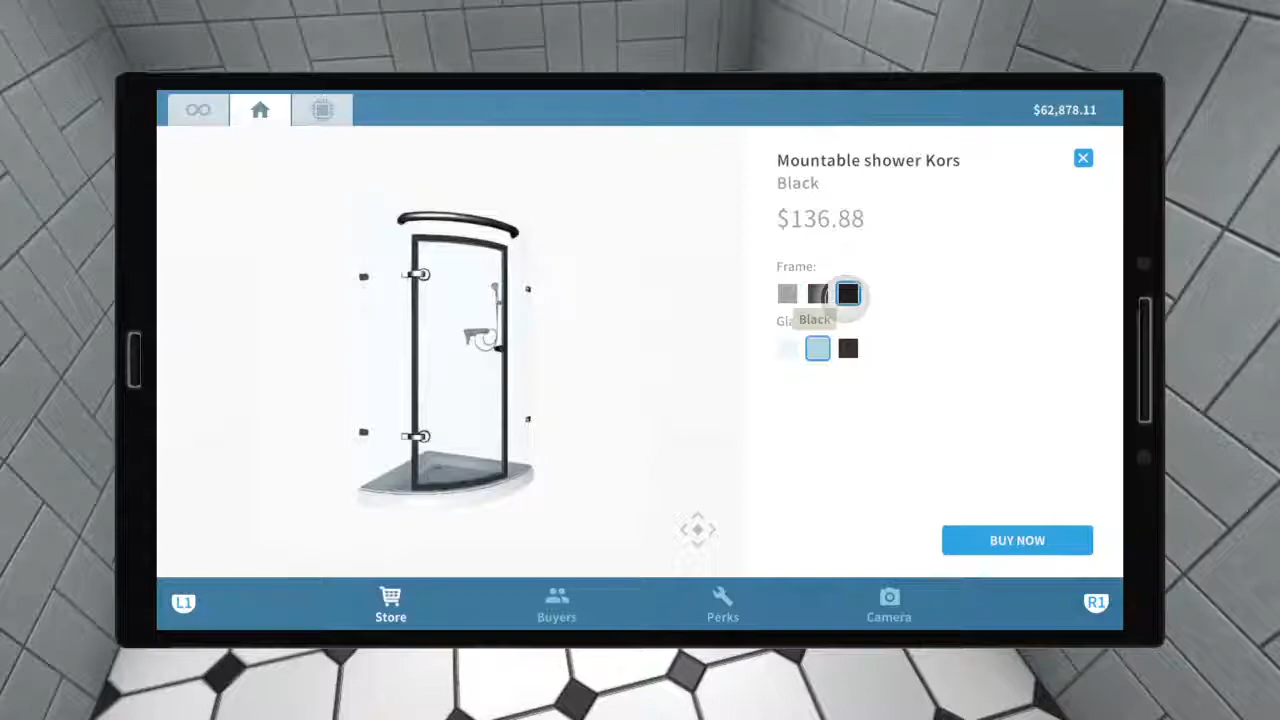 $62,878.11
Mountable shower Kors
Black
$136.88
Frame:
Black
BUY NOW
L1
Store
Buyers
Perks
Camera
R1